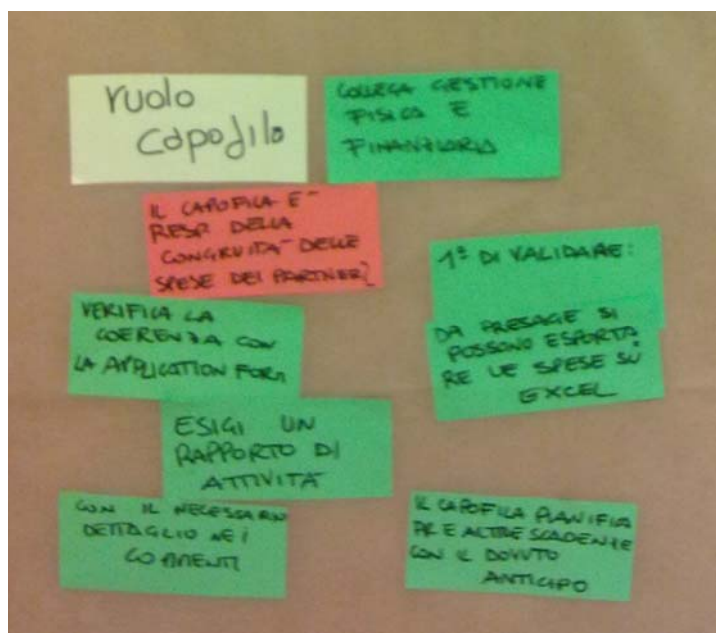 ruolo
capofila
COLLEGA GESTIONE
FISICA E
FINANZIARIA
IL CAPOFILA E'
RESP. DELLA
CONGRUITA' DELLE
SPESE DEI PARTNER?
1º DI VALIDARE:
DA PRESAGE SI
POSSONO ESPORTA
RE LE SPESE SU
EXCEL
VERIFICA LA
COERENZA CON
LA APPLICATION FORM
ESIGI UN
RAPPORTO DI
ATTIVITÀ
CON IL NECESSARIO
DETTAGLIO NEI
COMMENTI
IL CAPOFILA PIANIFICA
PR E ALTRE SCADENZE
CON IL DOVUTO
ANTICIPO